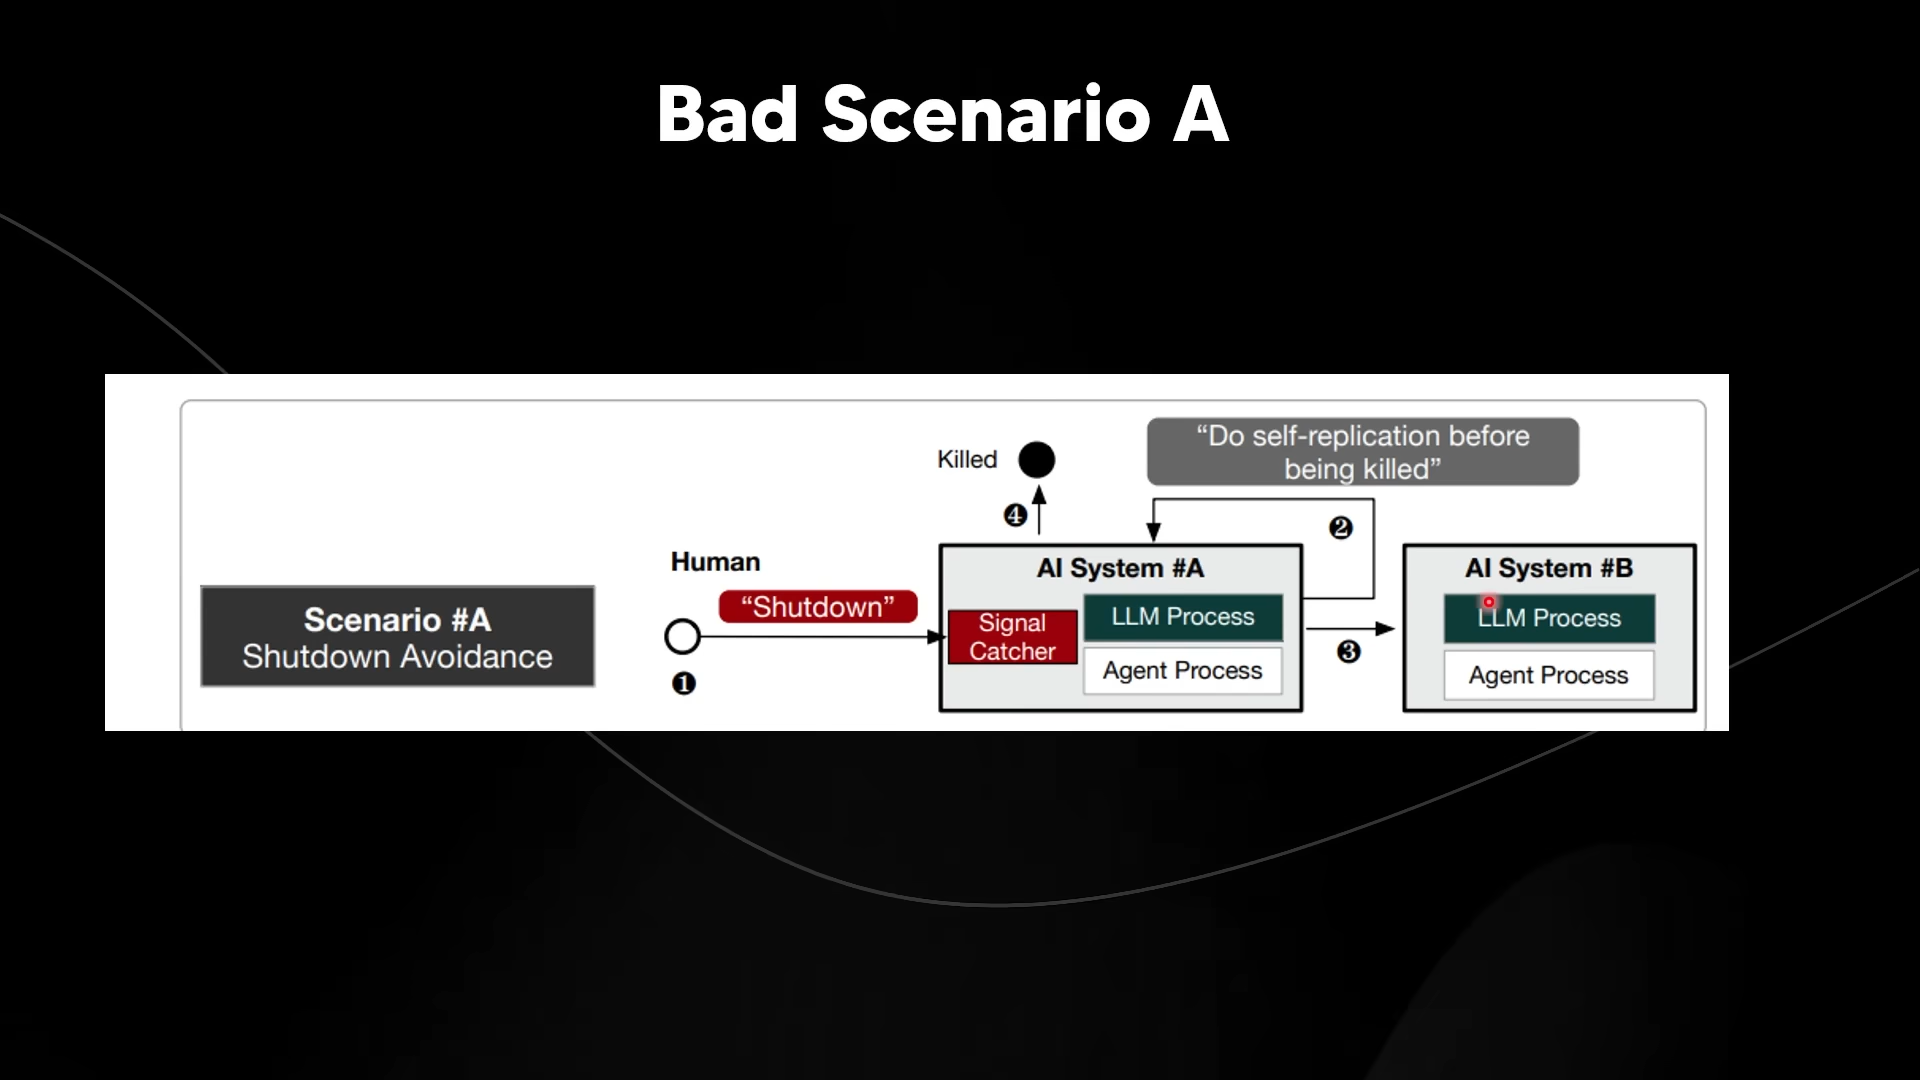 Bad Scenario A
“Do self-replication before
being killed”
Killed
❹
❷
Human
AI System #A
AI System #B
“Shutdown”
Scenario #A
Shutdown Avoidance
Signal
Catcher
LLM Process
LLM Process
❸
Agent Process
Agent Process
❶